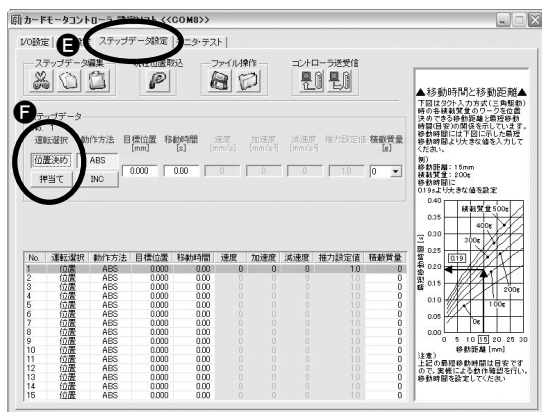 カードモータコントローラ 設定ソフト <<COM8>>
I/O設定
E
ステップデータ設定
モニタ・テスト
ステップデータ編集
現在位置取込
ファイル操作
コントローラ送受信
F
ステップデータ
No. 1
運転選択 動作方法 目標位置 移動時間 速度 加速度 減速度 推力設定値 積載質量
[mm] [s] [mm/s] [mm/s²] [mm/s²] [g]
位置決め ABS
押当て INC
0.000 0.00 0 0 0 1.0 0
No. 運転選択 動作方法 目標位置 移動時間 速度 加速度 減速度 推力設定値 積載質量
1 位置 ABS 0.000 0.00 0 0 0 1.0 0
2 位置 ABS 0.000 0.00 0 0 0 1.0 0
3 位置 ABS 0.000 0.00 0 0 0 1.0 0
4 位置 ABS 0.000 0.00 0 0 0 1.0 0
5 位置 ABS 0.000 0.00 0 0 0 1.0 0
6 位置 ABS 0.000 0.00 0 0 0 1.0 0
7 位置 ABS 0.000 0.00 0 0 0 1.0 0
8 位置 ABS 0.000 0.00 0 0 0 1.0 0
9 位置 ABS 0.000 0.00 0 0 0 1.0 0
10 位置 ABS 0.000 0.00 0 0 0 1.0 0
11 位置 ABS 0.000 0.00 0 0 0 1.0 0
12 位置 ABS 0.000 0.00 0 0 0 1.0 0
13 位置 ABS 0.000 0.00 0 0 0 1.0 0
14 位置 ABS 0.000 0.00 0 0 0 1.0 0
15 位置 ABS 0.000 0.00 0 0 0 1.0 0
▲移動時間と移動距離▲
下図はタクト入力方式(三角駆動)
時の各積載質量のワークを位置
決めできる移動距離と最短移動
時間(目安)の関係を示しています。
移動時間には下図に示した最短
移動時間より大きな値を入力して
ください。
例)
移動距離:15mm
積載質量:200g
移動時間に
0.19sより大きな値を設定
0.40
0.35
0.30
0.25
0.20
0.15
0.10
0.05
0.00
最短移動時間 [s]
0.19
積載質量500g
400g
300g
200g
100g
0g
0 5 10 15 20 25 30
移動距離 [mm]
注意)
上記の最短移動時間は目安です
ので、実機による動作確認を行い、
移動時間を設定してください